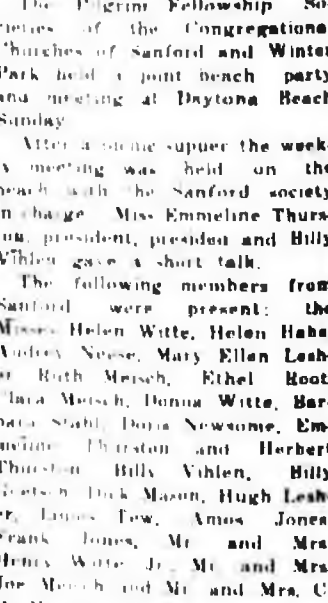 The Pilgrim Fellowship So-
cieties of the Congregational
Churches of Sanford and Winter
Park held a joint beach party
and meeting at Daytona Beach
Sunday
After a picnic supper the week-
ly meeting was held on the
beach with the Sanford society
in charge Miss Emmeline Thurs-
ton, president, presided and Billy
Vihlen gave a short talk.
The following members from
Sanford were present: the
Misses Helen Witte, Helen Hahn
Audrey Neese, Mary Ellen Lesh-
er Ruth Meisch, Ethel Root
Clara Meisch, Donna Witte, Bar-
bara Stahl, Doris Newsome, Em-
meline Thurston and Herbert
Thurston Billy Vihlen, Billy
Dick Mason, Hugh Lesh-
er, Tew, Amos Jones
Frank Jones, Mr and Mrs
Henry Witte Jr Mr and Mrs
Joe Meisch and Mr and Mrs. C